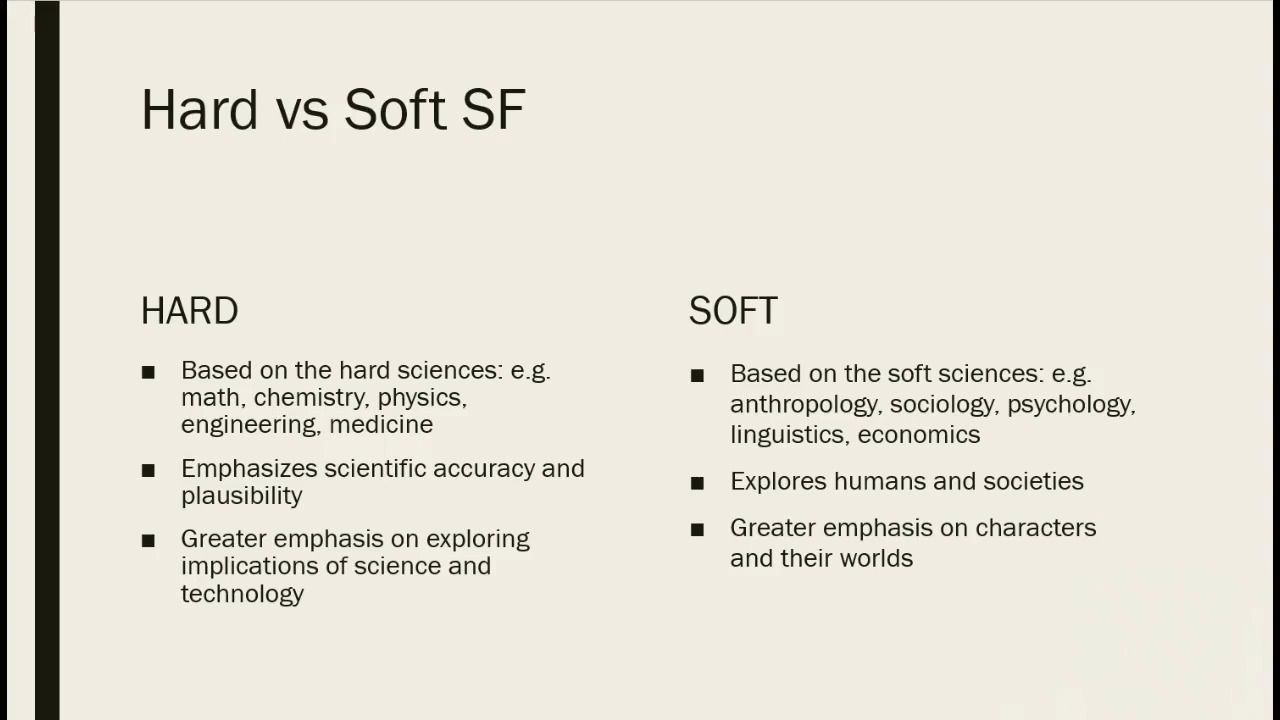 Hard vs Soft SF
HARD
■ Based on the hard sciences: e.g.
math, chemistry, physics,
engineering, medicine
■ Emphasizes scientific accuracy and
plausibility
■ Greater emphasis on exploring
implications of science and
technology
SOFT
■ Based on the soft sciences: e.g.
anthropology, sociology, psychology,
linguistics, economics
■ Explores humans and societies
■ Greater emphasis on characters
and their worlds